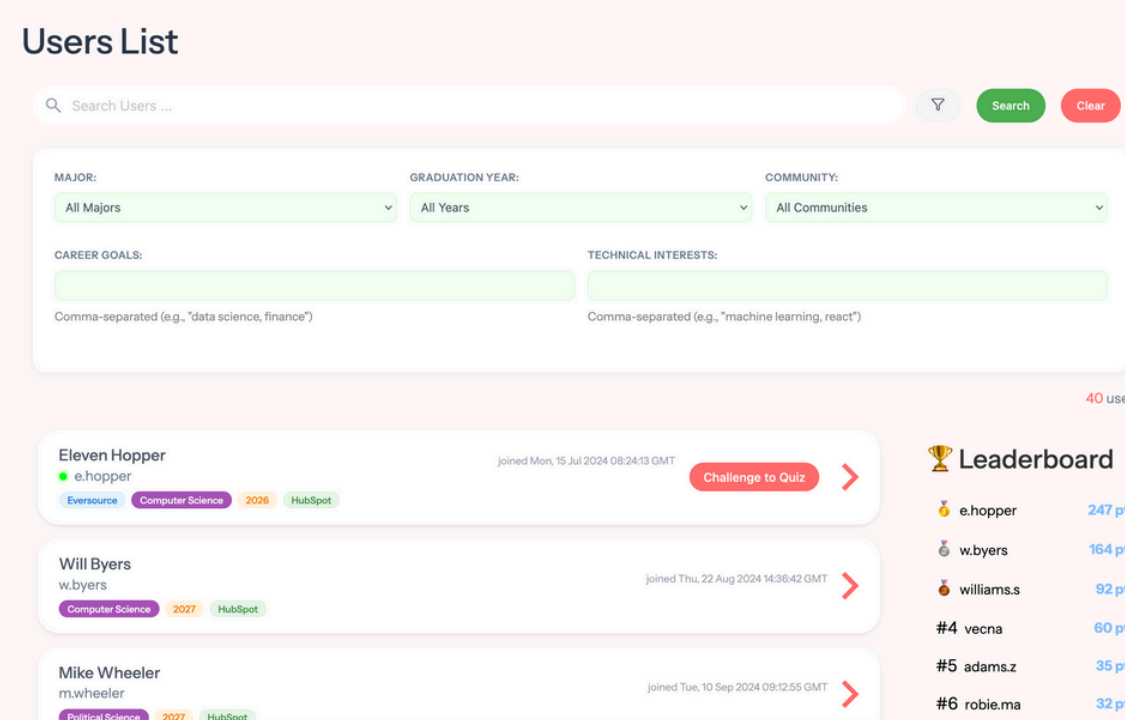 Users List
Search Users ...
Search
Clear
MAJOR:
GRADUATION YEAR:
COMMUNITY:
All Majors
All Years
All Communities
CAREER GOALS:
TECHNICAL INTERESTS:
Comma-separated (e.g., "data science, finance")
Comma-separated (e.g., "machine learning, react")
40 use
Eleven Hopper
e.hopper
joined Mon, 15 Jul 2024 08:24:13 GMT
Challenge to Quiz
Eversource
Computer Science
2026
HubSpot
Will Byers
w.byers
joined Thu, 22 Aug 2024 14:36:42 GMT
Computer Science
2027
HubSpot
Mike Wheeler
m.wheeler
joined Tue, 10 Sep 2024 09:12:55 GMT
Political Science
2027
HubSpot
Leaderboard
e.hopper 247 p
w.byers 164 p
williams.s 92 p
#4 vecna 60 p
#5 adams.z 35 p
#6 robie.ma 32 p